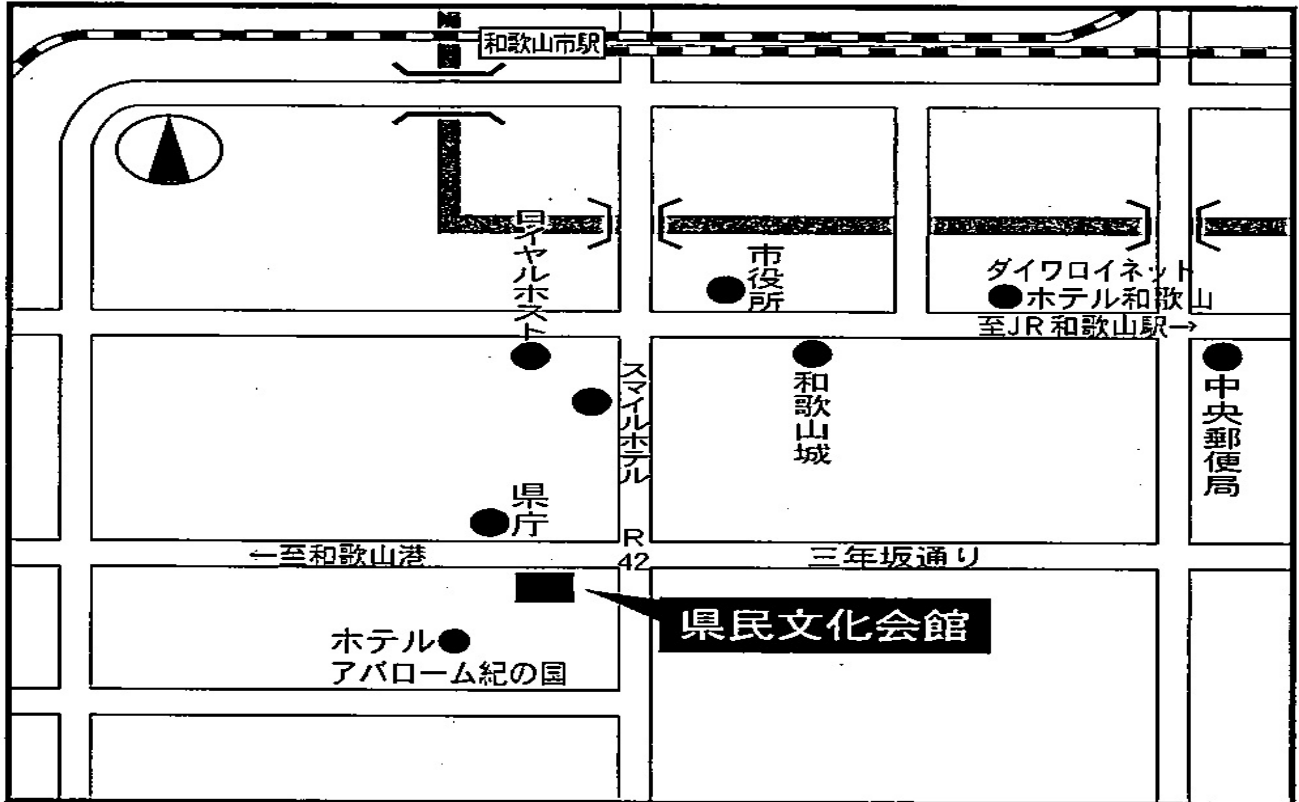 和歌山市駅
ロイヤルホスト
市役所
ダイワロイネット
ホテル和歌山
至JR和歌山駅→
スマイルホテル
和歌山城
中央郵便局
県庁
←至和歌山港
R
42
三年坂通り
県民文化会館
ホテル
アバローム紀の国